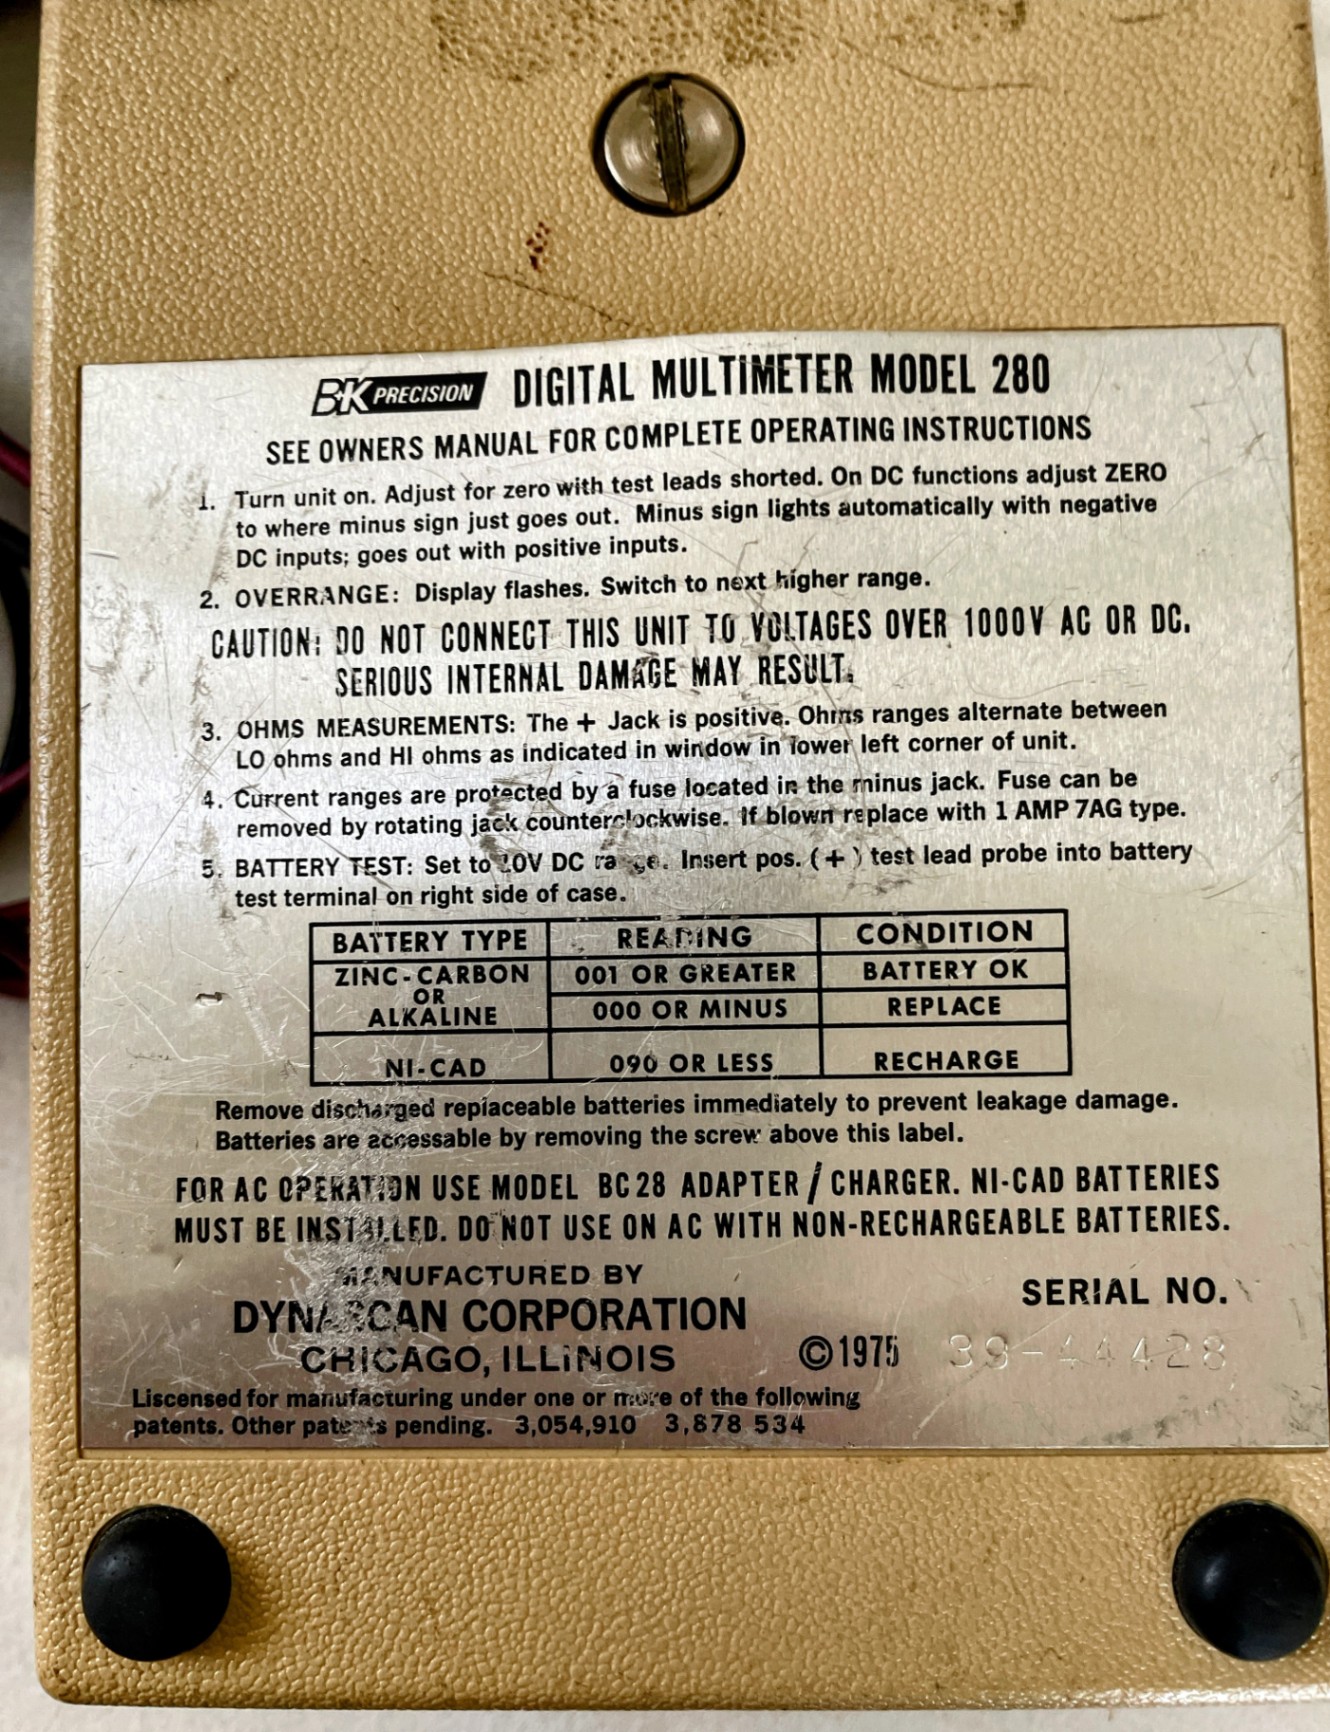 B+K PRECISION DIGITAL MULTIMETER MODEL 280
SEE OWNERS MANUAL FOR COMPLETE OPERATING INSTRUCTIONS
1. Turn unit on. Adjust for zero with test leads shorted. On DC functions adjust ZERO
to where minus sign just goes out. Minus sign lights automatically with negative
DC inputs; goes out with positive inputs.
2. OVERRANGE: Display flashes. Switch to next higher range.
CAUTION: DO NOT CONNECT THIS UNIT TO VOLTAGES OVER 1000V AC OR DC.
SERIOUS INTERNAL DAMAGE MAY RESULT.
3. OHMS MEASUREMENTS: The + Jack is positive. Ohms ranges alternate between
LO ohms and HI ohms as indicated in window in lower left corner of unit.
4. Current ranges are protected by a fuse located in the minus jack. Fuse can be
removed by rotating jack counterclockwise. If blown replace with 1 AMP 7AG type.
5. BATTERY TEST: Set to DC range. Insert pos. (+) test lead probe into battery
test terminal on right side of case.
BATTERY TYPE READING CONDITION
ZINC-CARBON OR ALKALINE 001 OR GREATER BATTERY OK
000 OR MINUS REPLACE
NI-CAD 090 OR LESS RECHARGE
Remove discharged replaceable batteries immediately to prevent leakage damage.
Batteries are accessable by removing the screw above this label.
FOR AC OPERATION USE MODEL BC28 ADAPTER/CHARGER. NI-CAD BATTERIES
MUST BE INSTALLED. DO NOT USE ON AC WITH NON-RECHARGEABLE BATTERIES.
MANUFACTURED BY
DYNASCAN CORPORATION
CHICAGO, ILLINOIS
©1975
SERIAL NO.
39-44428
Liscensed for manufacturing under one or more of the following
patents. Other patents pending. 3,054,910 3,878 534